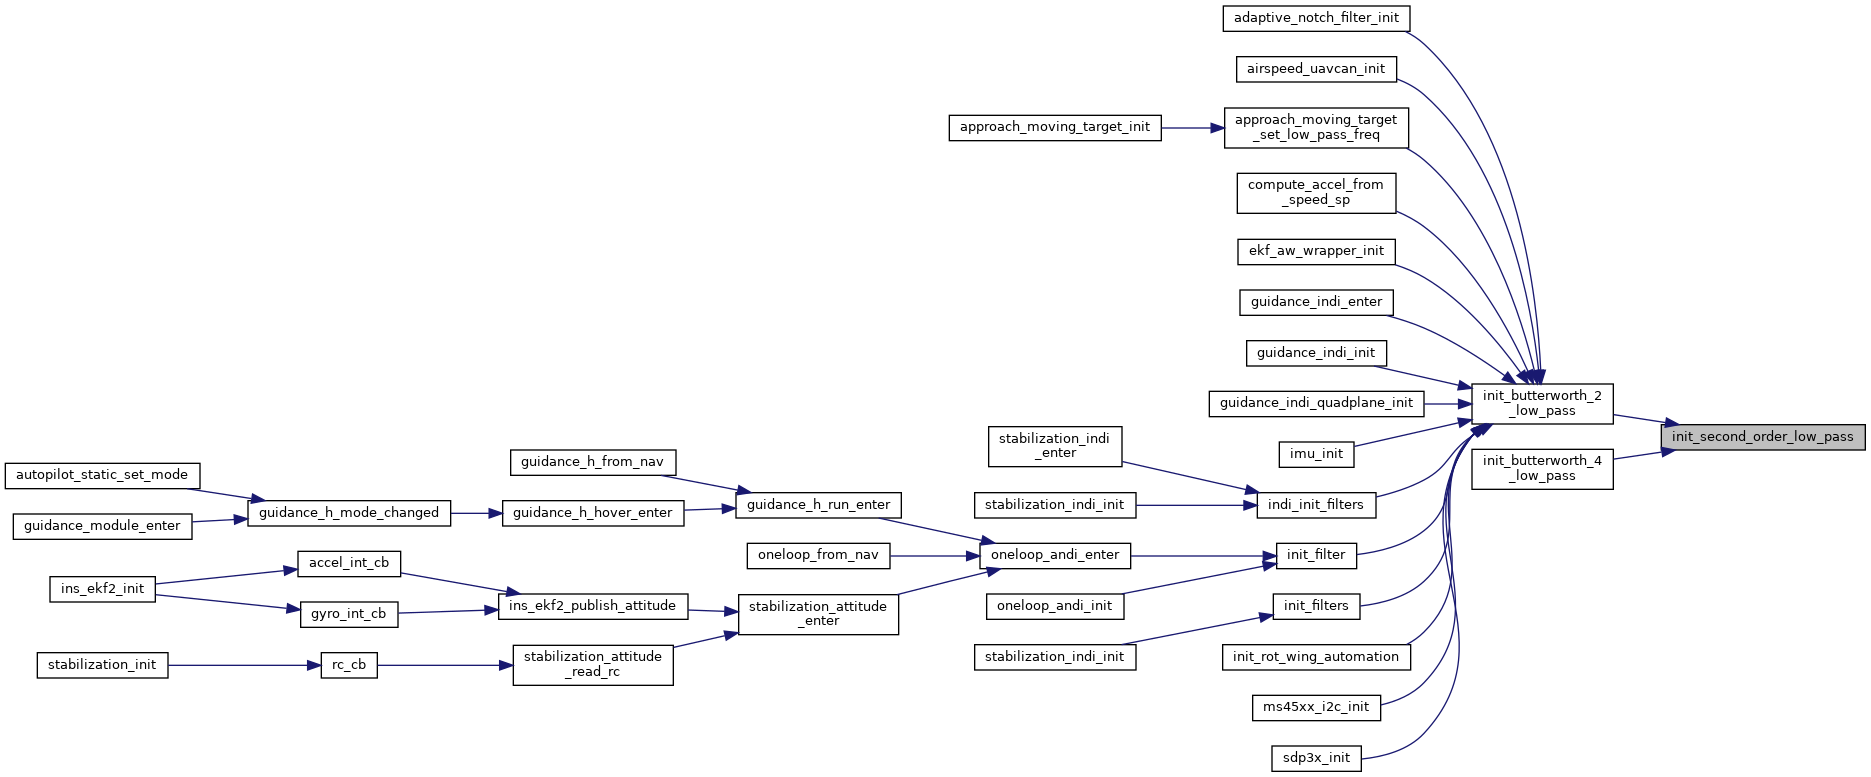 adaptive_notch_filter_init
airspeed_uavcan_init
approach_moving_target_init
approach_moving_target
_set_low_pass_freq
compute_accel_from
_speed_sp
ekf_aw_wrapper_init
guidance_indi_enter
guidance_indi_init
guidance_indi_quadplane_init
init_butterworth_2
_low_pass
init_second_order_low_pass
imu_init
init_butterworth_4
_low_pass
stabilization_indi
_enter
stabilization_indi_init
indi_init_filters
guidance_h_from_nav
autopilot_static_set_mode
guidance_module_enter
guidance_h_mode_changed
guidance_h_hover_enter
guidance_h_run_enter
oneloop_from_nav
oneloop_andi_enter
init_filter
accel_int_cb
ins_ekf2_init
gyro_int_cb
ins_ekf2_publish_attitude
stabilization_attitude
_enter
oneloop_andi_init
init_filters
stabilization_init
rc_cb
stabilization_attitude
_read_rc
stabilization_indi_init
init_rot_wing_automation
ms45xx_i2c_init
sdp3x_init